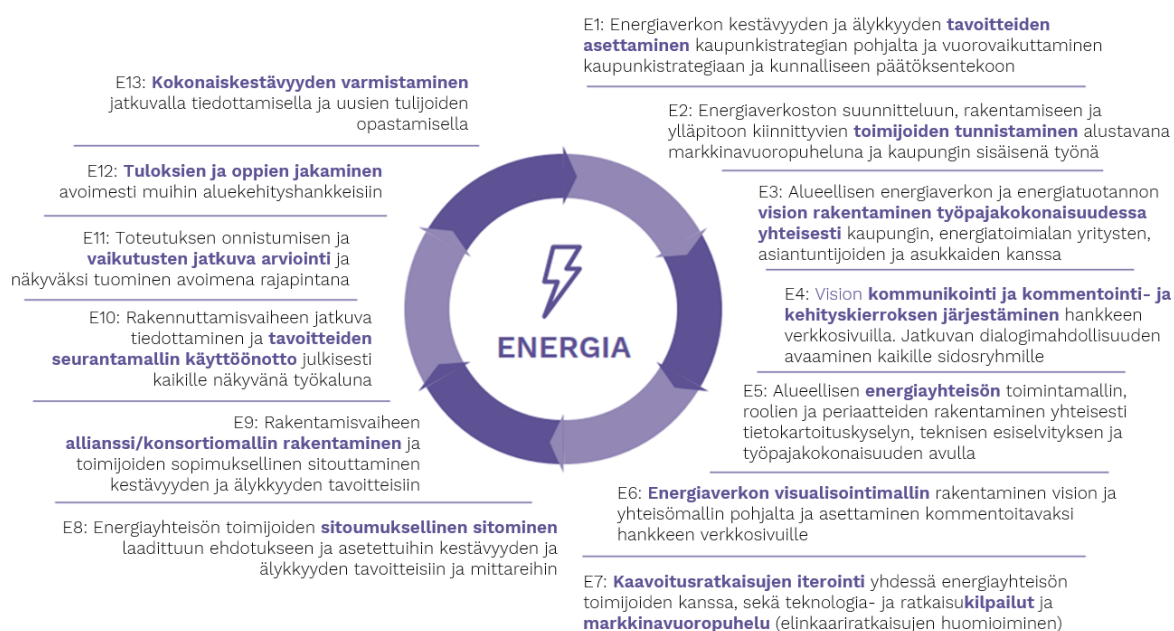 E1: Energiaverkon kestävyyden ja älykkyyden tavoitteiden
asettaminen kaupunkistrategian pohjalta ja vuorovaikuttaminen
kaupunkistrategiaan ja kunnalliseen päätöksentekoon
E2: Energiaverkoston suunnitteluun, rakentamiseen ja
ylläpitoon kiinnittyvien toimijoiden tunnistaminen alustavana
markkinavuoropuheluna ja kaupungin sisäisenä työnä
E3: Alueellisen energiaverkon ja energiatuotannon
vision rakentaminen työpajakokonaisuudessa
yhteisesti kaupungin, energiatoimialan yritysten,
asiantuntijoiden ja asukkaiden kanssa
E4: Vision kommunikointi ja kommentointi- ja
kehityskierroksen järjestäminen hankkeen
verkkosivuilla. Jatkuvan dialogimahdollisuuden
avaaminen kaikille sidosryhmille
E5: Alueellisen energiayhteisön toimintamallin,
roolien ja periaatteiden rakentaminen yhteisesti
tietokartoituskyselyn, teknisen esiselvityksen ja
työpajakokonaisuuden avulla
E6: Energiaverkon visualisointimallin rakentaminen vision ja
yhteisömallin pohjalta ja asettaminen kommentoitavaksi
hankkeen verkkosivuille
E7: Kaavoitusratkaisujen iterointi yhdessä energiayhteisön
toimijoiden kanssa, sekä teknologia- ja ratkaisukilpailut ja
markkinavuoropuhelu (elinkaariratkaisujen huomioiminen)
E8: Energiayhteisön toimijoiden sitoumuksellinen sitominen
laadittuun ehdotukseen ja asetettuihin kestävyyden ja
älykkyyden tavoitteisiin ja mittareihin
E9: Rakentamisvaiheen
allianssi/konsortiomallin rakentaminen ja
toimijoiden sopimuksellinen sitouttaminen
kestävyyden ja älykkyyden tavoitteisiin
E10: Rakennuttamisvaiheen jatkuva
tiedottaminen ja tavoitteiden
seurantamallin käyttöönotto julkisesti
kaikille näkyvänä työkaluna
E11: Toteutuksen onnistumisen ja
vaikutusten jatkuva arviointi ja
näkyväksi tuominen avoimena rajapintana
E12: Tuloksien ja oppien jakaminen
avoimesti muihin aluekehityshankkeisiin
E13: Kokonaiskestävyyden varmistaminen
jatkuvalla tiedottamisella ja uusien tulijoiden
opastamisella
ENERGIA